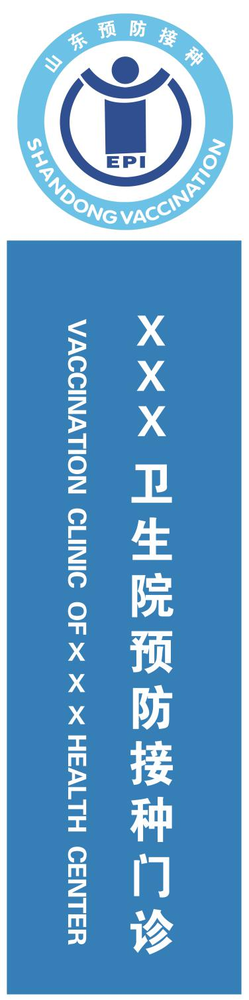 山东预防接种
EPI
SHANDONG VACCINATION
XXX卫生院预防接种门诊
VACCINATION CLINIC OF X X X HEALTH CENTER